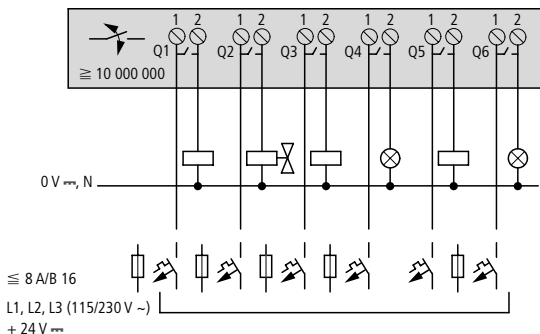 1 2 1 2 1 2 1 2 1 2 1 2
Q1 Q2 Q3 Q4 Q5 Q6
≧ 10 000 000
0 V ⎓, N
≦ 8 A/B 16
L1, L2, L3 (115/230 V ~)
+ 24 V ⎓